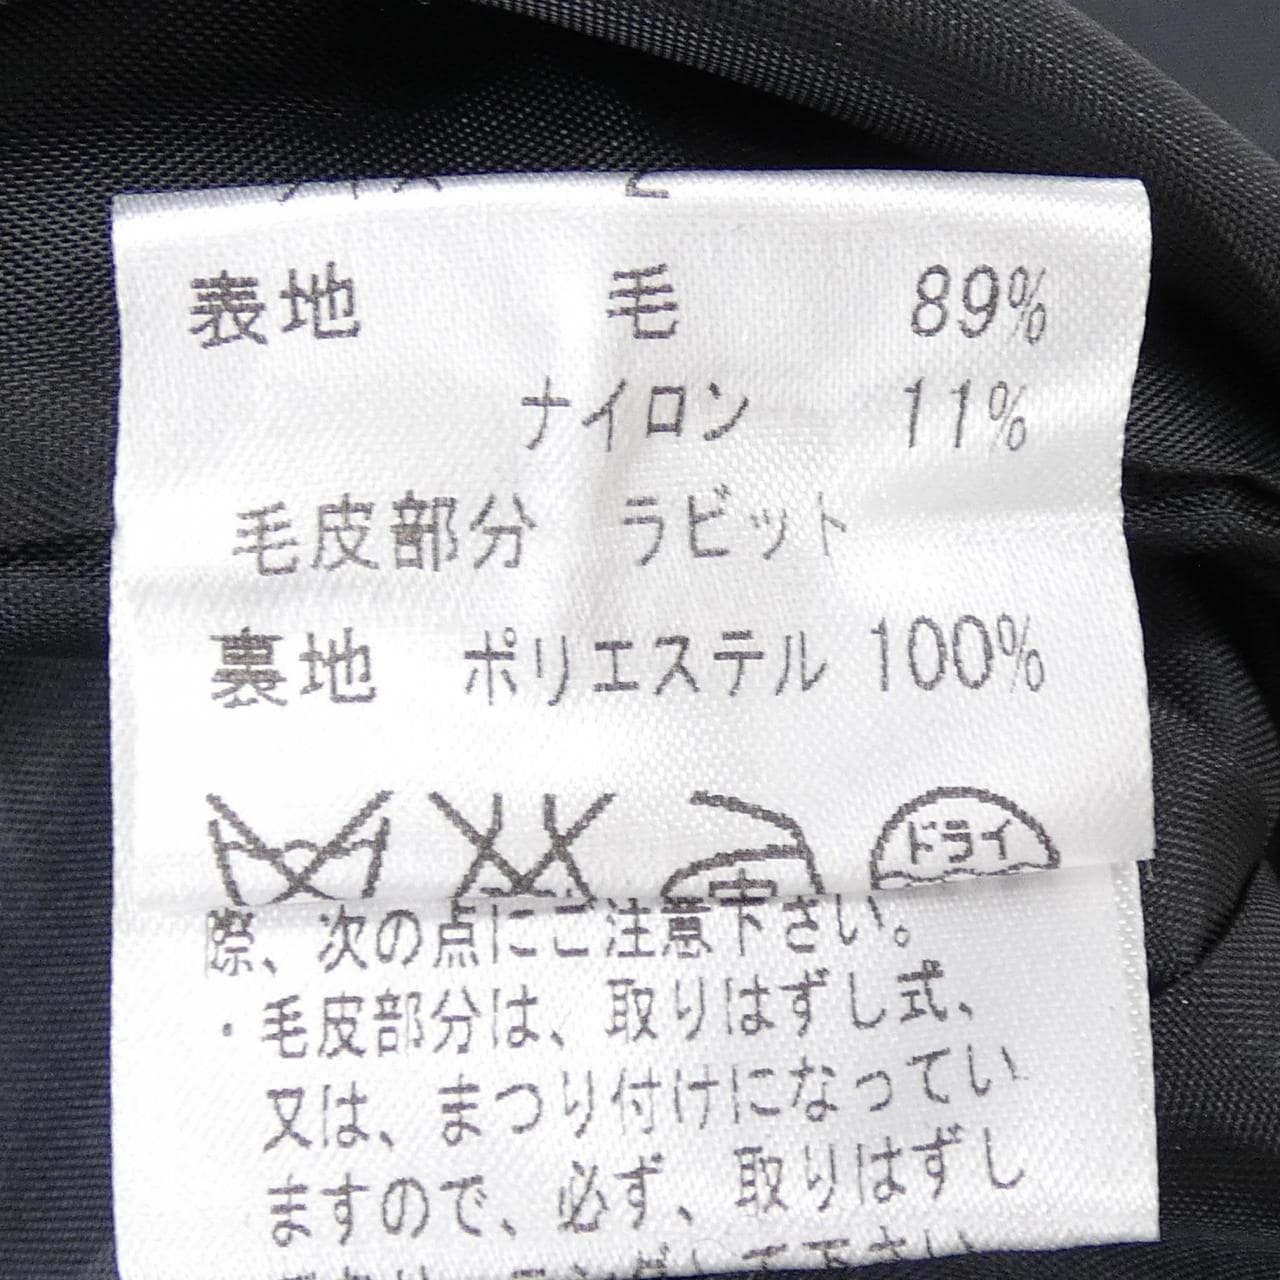 表地 毛 89%
ナイロン 11%
毛皮部分 ラビット
裏地 ポリエステル 100%
ドライ
際、次の点にご注意下さい。
・毛皮部分は、取りはずし式、
又は、まつり付けになってい
ますので、必ず、取りはずし